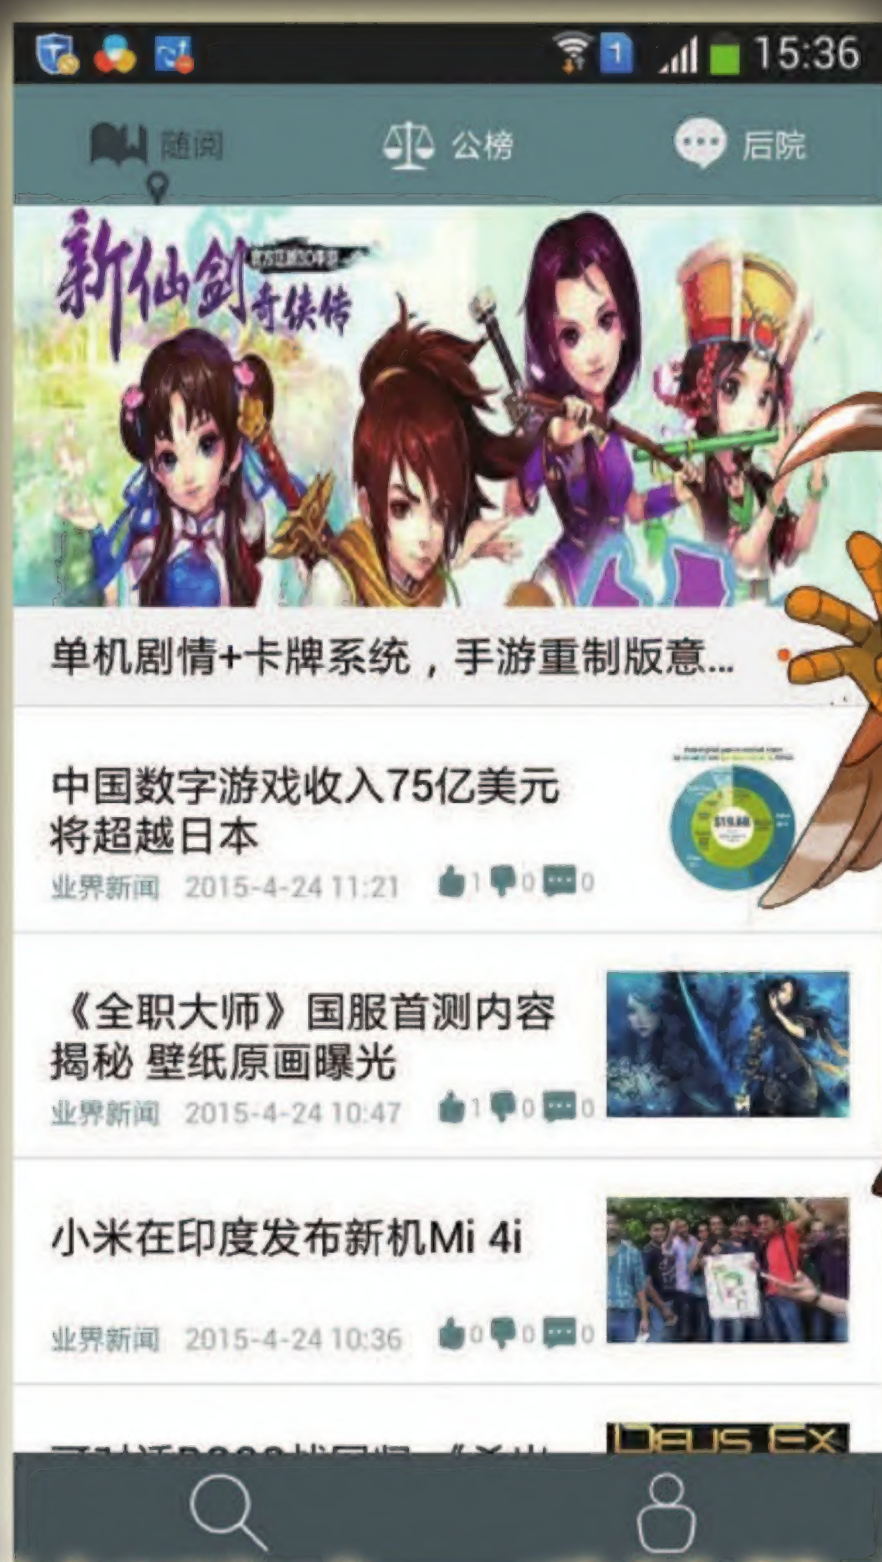 1
15:36
随阅
公榜
后院
新仙剑
奇侠传
单机剧情+卡牌系统，手游重制版意...
中国数字游戏收入75亿美元
将超越日本
业界新闻 2015-4-24 11:21 1 0 0
《全职大师》国服首测内容
揭秘 壁纸原画曝光
业界新闻 2015-4-24 10:47 1 0 0
小米在印度发布新机Mi 4i
业界新闻 2015-4-24 10:36 0 0 0
DEUS EX